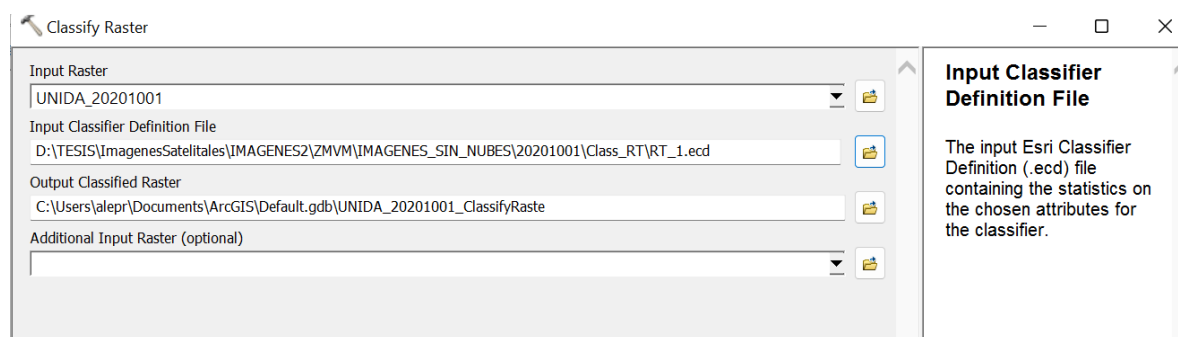 Classify Raster
Input Raster
UNIDA_20201001
Input Classifier Definition File
D:\TESIS\ImagenesSatelitales\IMAGENES2\ZMVM\IMAGENES_SIN_NUBES\20201001\Class_RT\RT_1.ecd
Output Classified Raster
C:\Users\alepr\Documents\ArcGIS\Default.gdb\UNIDA_20201001_ClassifyRaste
Additional Input Raster (optional)
Input Classifier
Definition File
The input Esri Classifier
Definition (.ecd) file
containing the statistics on
the chosen attributes for
the classifier.